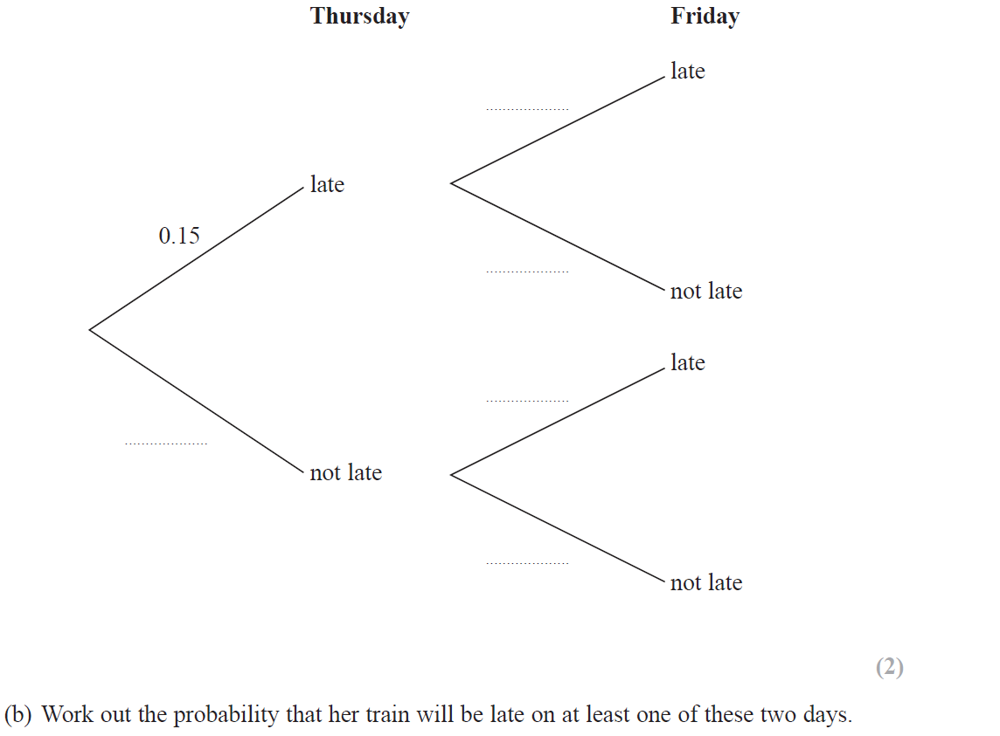 Thursday Friday
late
....................
late
0.15
....................
not late
late
....................
....................
not late
....................
not late
(2)
(b) Work out the probability that her train will be late on at least one of these two days.